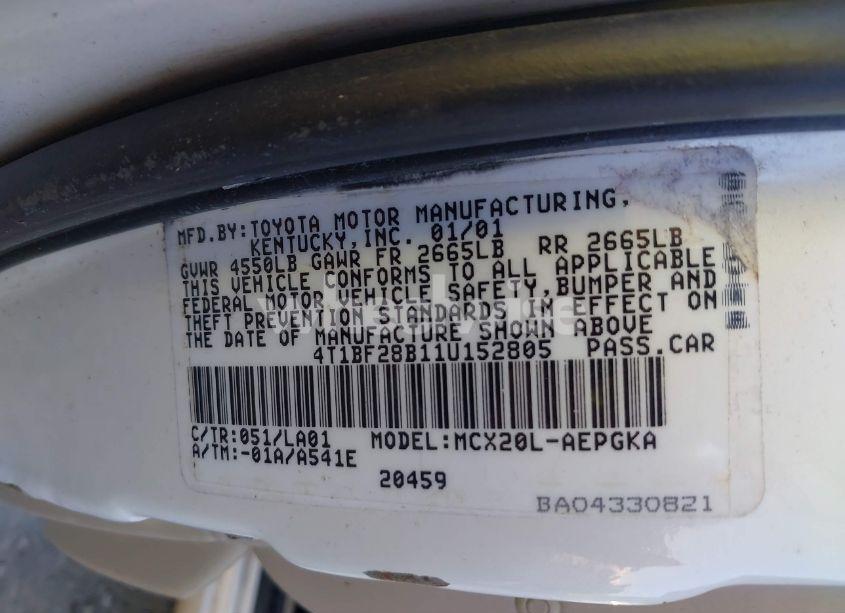 MFD.BY:TOYOTA MOTOR MANUFACTURING,
KENTUCKY,INC. 01/01
GVWR 4550LB GAWR FR 2665LB RR 2665LB
THIS VEHICLE CONFORMS TO ALL APPLICABLE
FEDERAL MOTOR VEHICLE SAFETY,BUMPER AND
THEFT PREVENTION STANDARDS IN EFFECT ON
THE DATE OF MANUFACTURE SHOWN ABOVE
4T1BF28B11U152805 PASS.CAR
C/TR:051/LA01 MODEL:MCX20L-AEPGKA
A/TM:-01A/A541E
20459
BA04330821